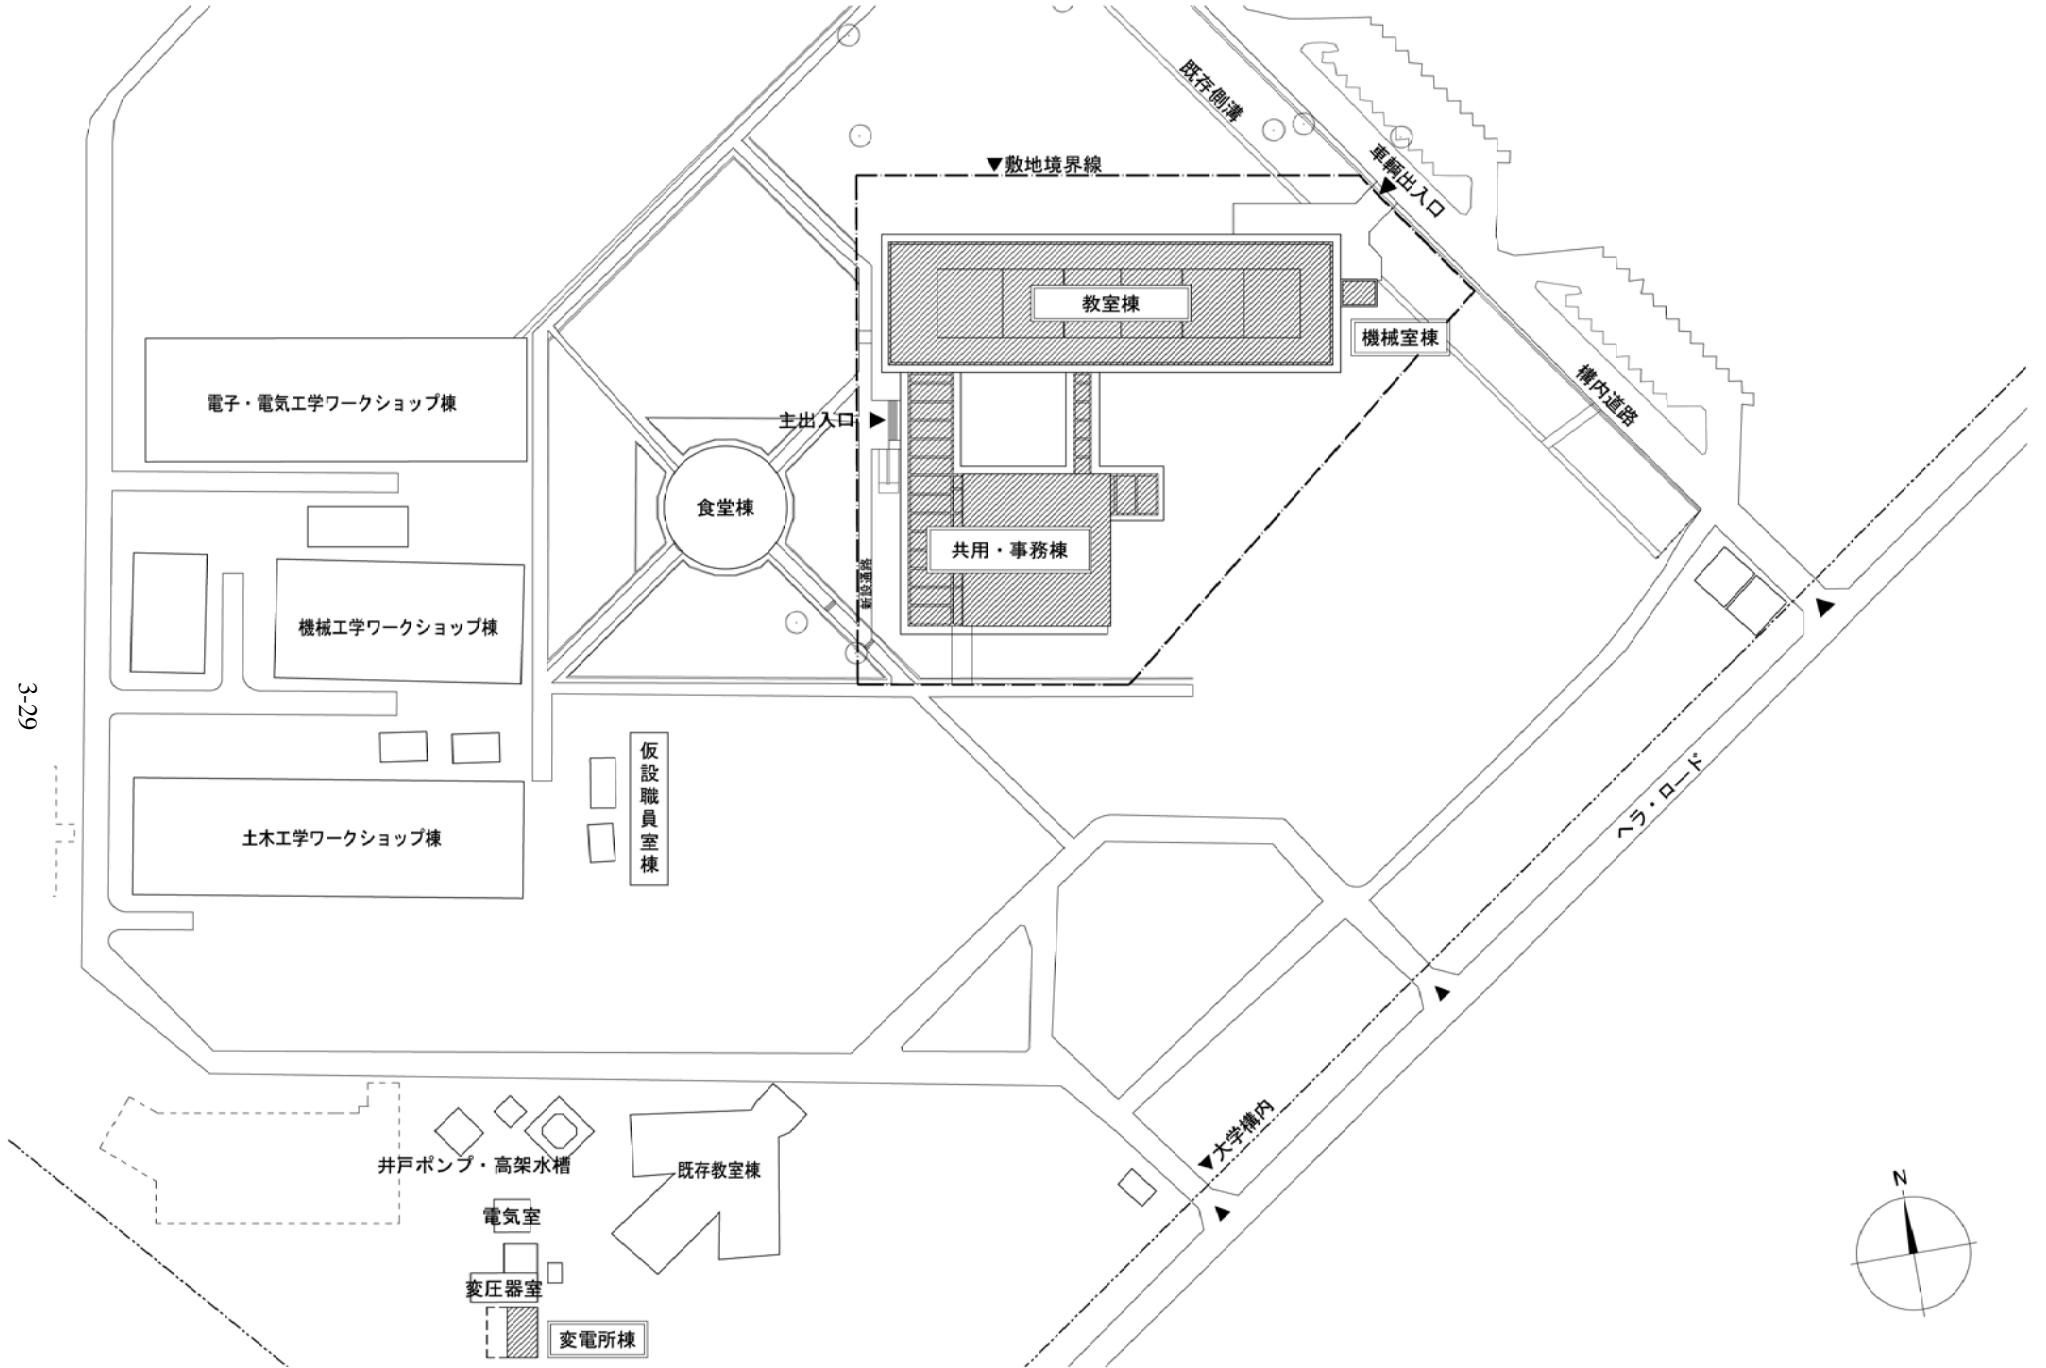 既存側溝
車輌出入口
▼敷地境界線
教室棟
機械室棟
構内道路
電子・電気工学ワークショップ棟
主出入口
食堂棟
共用・事務棟
新設通路
機械工学ワークショップ棟
3-29
仮設職員室棟
ヘラ・ロード
土木工学ワークショップ棟
▼大学構内
井戸ポンプ・高架水槽
既存教室棟
N
電気室
変圧器室
変電所棟